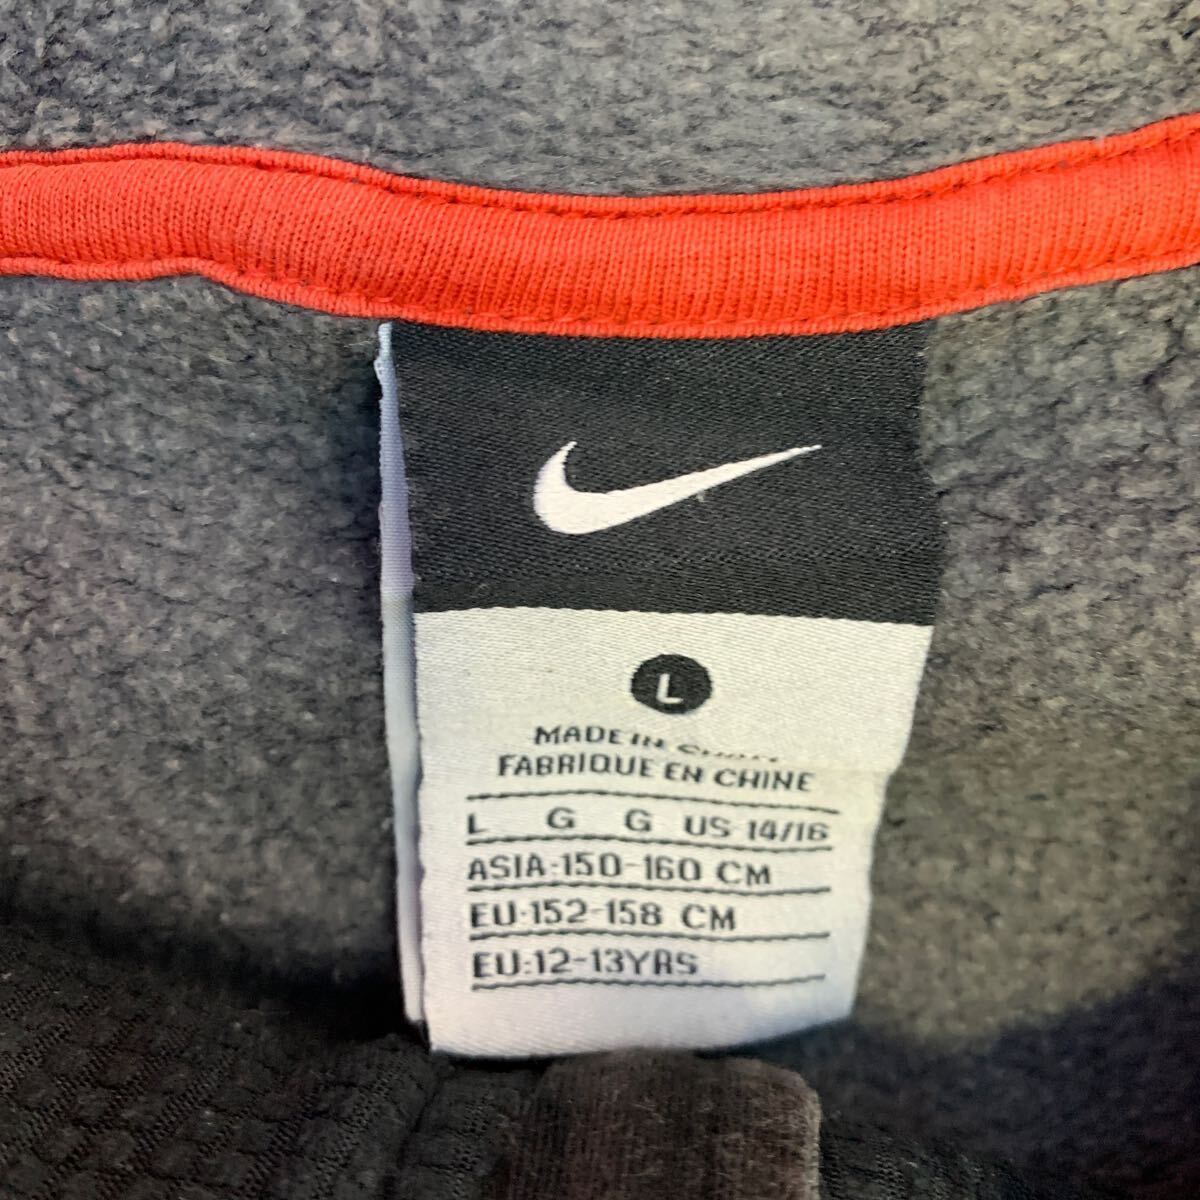 L
MADE IN
FABRIQUE EN CHINE
L G G US 14/16
ASIA:150-160 CM
EU:152-158 CM
EU:12-13YRS